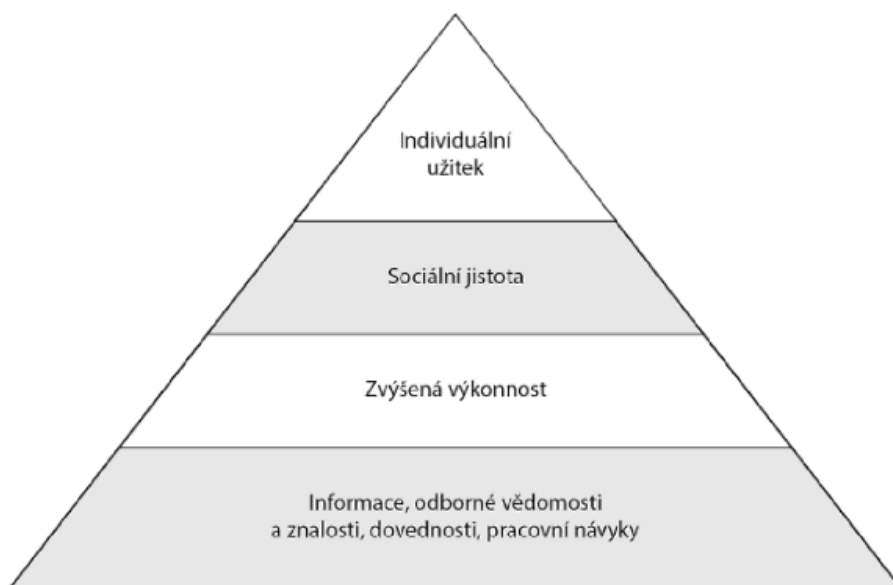 Individuální
užitek
Sociální jistota
Zvýšená výkonnost
Informace, odborné vědomosti
a znalosti, dovednosti, pracovní návyky